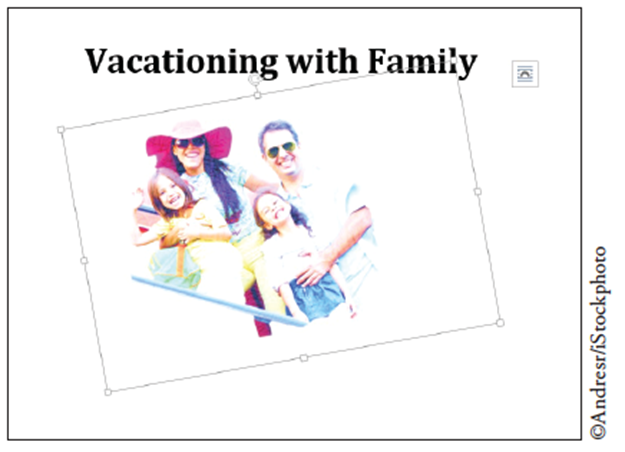 Vacationing with Family
©Andresr/iStockphoto